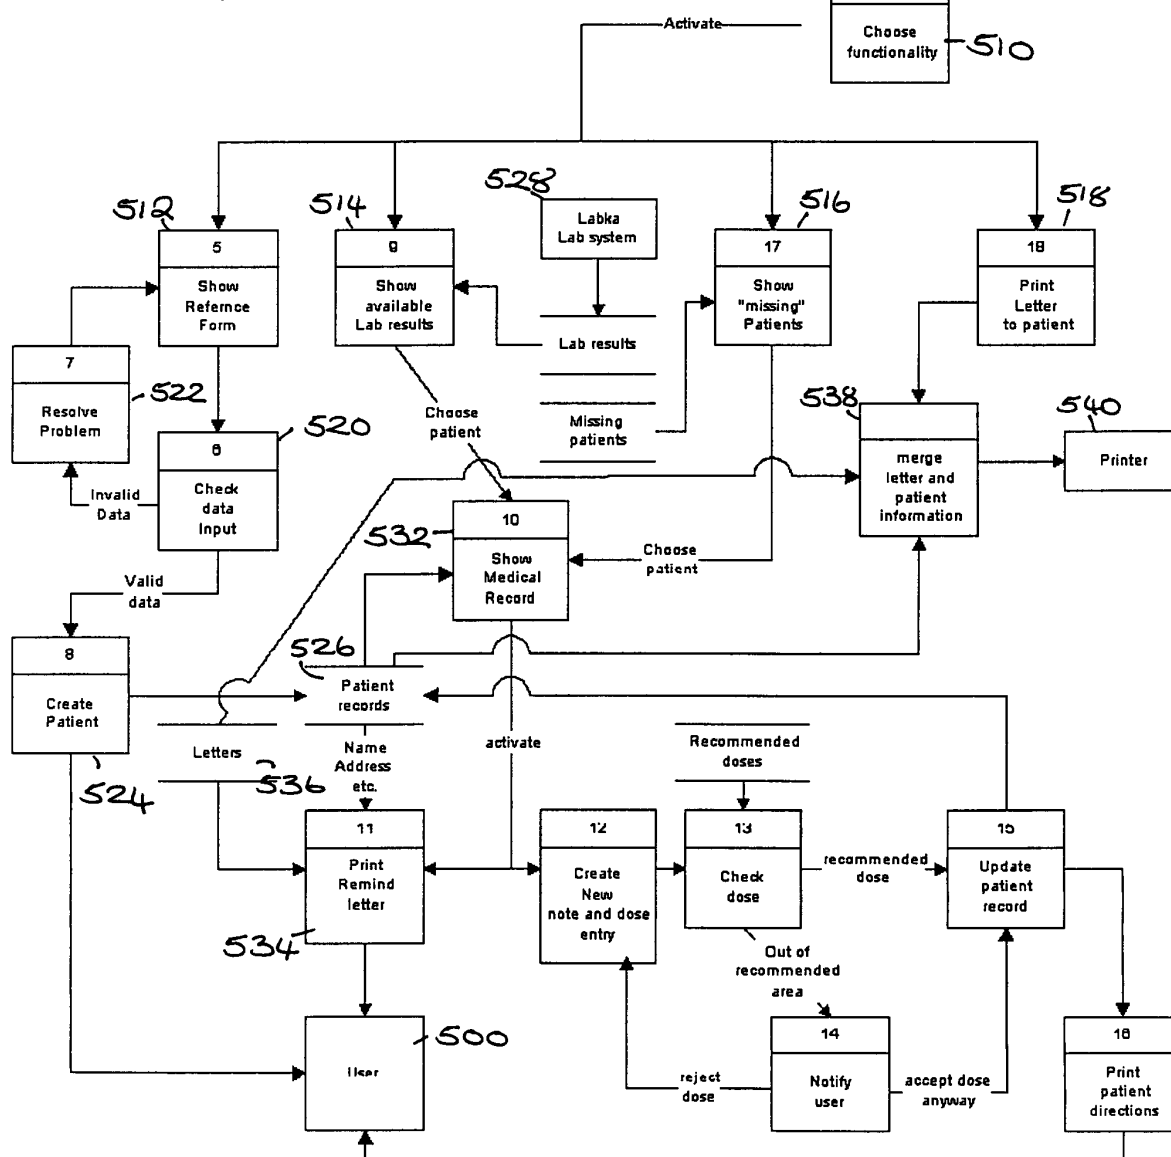 Activate
Choose
functionality
510
528
512
514
516
518
Labka
Lab system
5
Show
Refernce
Form
9
Show
available
Lab results
17
Show
"missing"
Patients
18
Print
Letter
to patient
Lab results
7
Resolve
Problem
522
520
Choose
patient
Missing
patients
538
540
6
Check
data
Input
Invalid
Data
merge
letter and
patient
information
Printer
532
10
Show
Medical
Record
Choose
patient
Valid
data
8
Create
Patient
524
526
Patient
records
Letters
536
Name
Address
etc.
activate
Recommended
doses
11
Print
Remind
letter
534
12
Create
New
note and dose
entry
13
Check
dose
recommended
dose
15
Update
patient
record
Out of
recommended
area
User
500
reject
dose
14
Notify
user
accept dose
anyway
16
Print
patient
directions